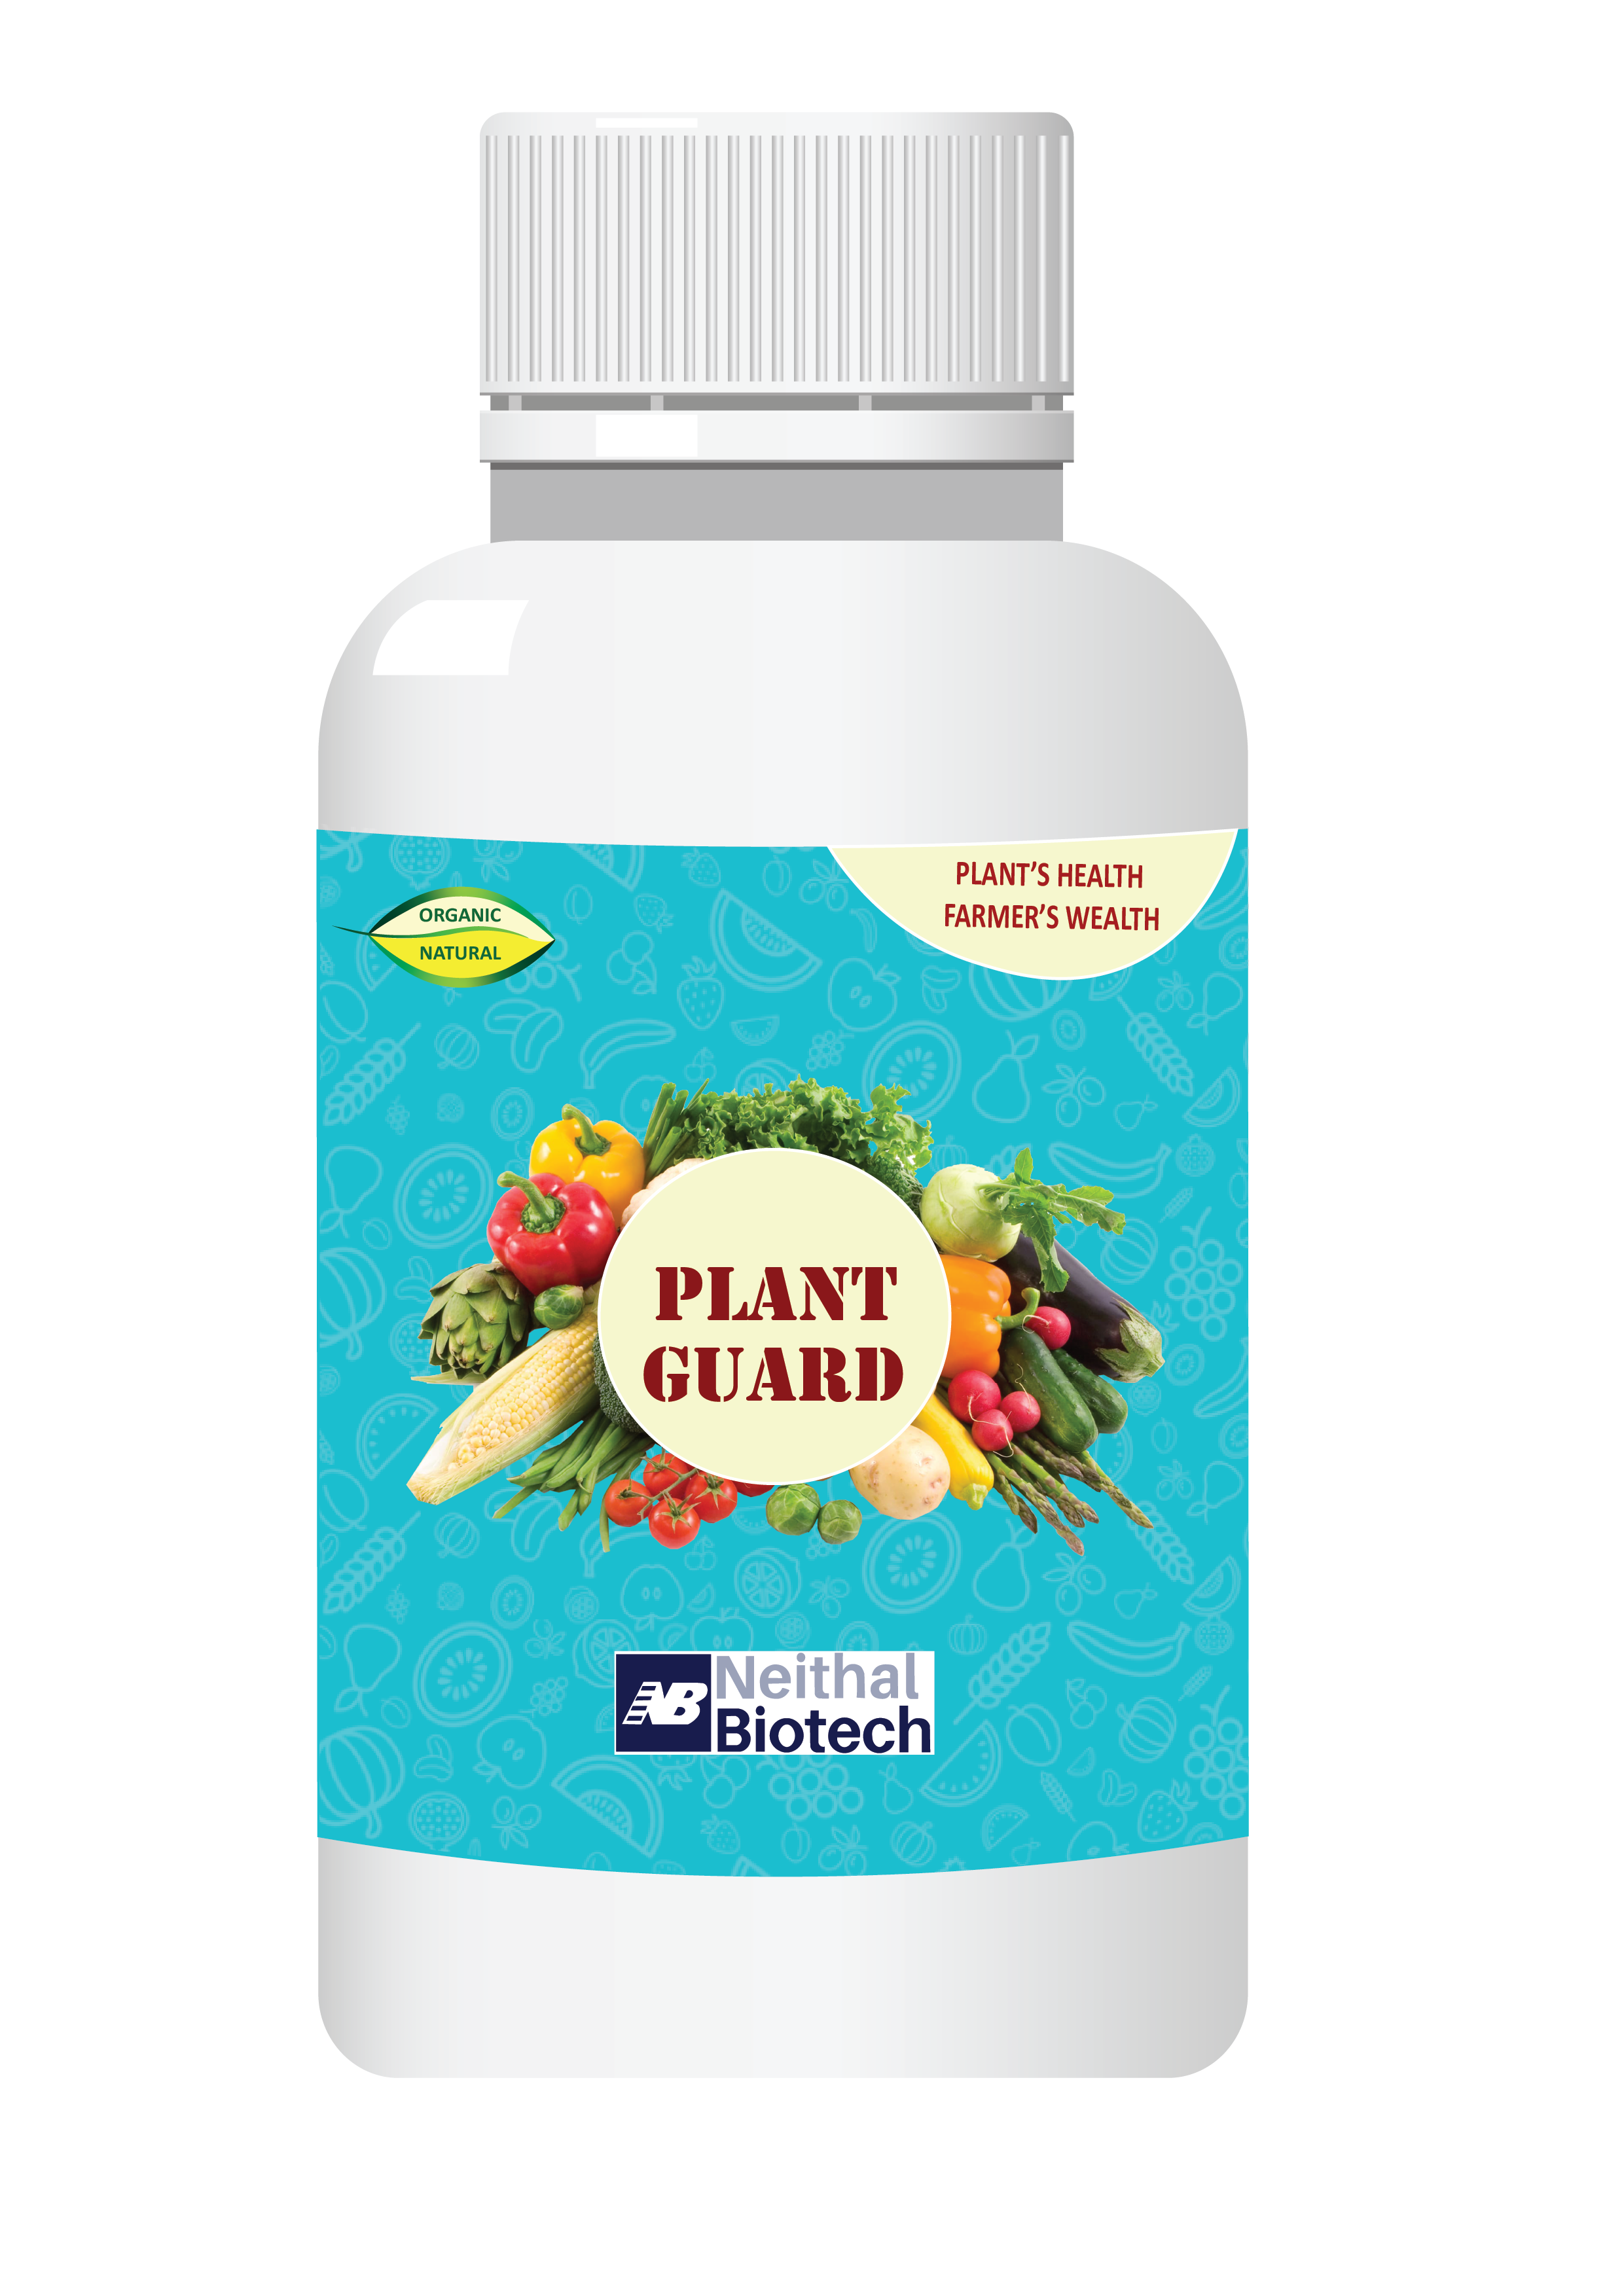 PLANT’S HEALTH
FARMER’S WEALTH
ORGANIC
NATURAL
PLANT
GUARD
NB
Neithal
Biotech